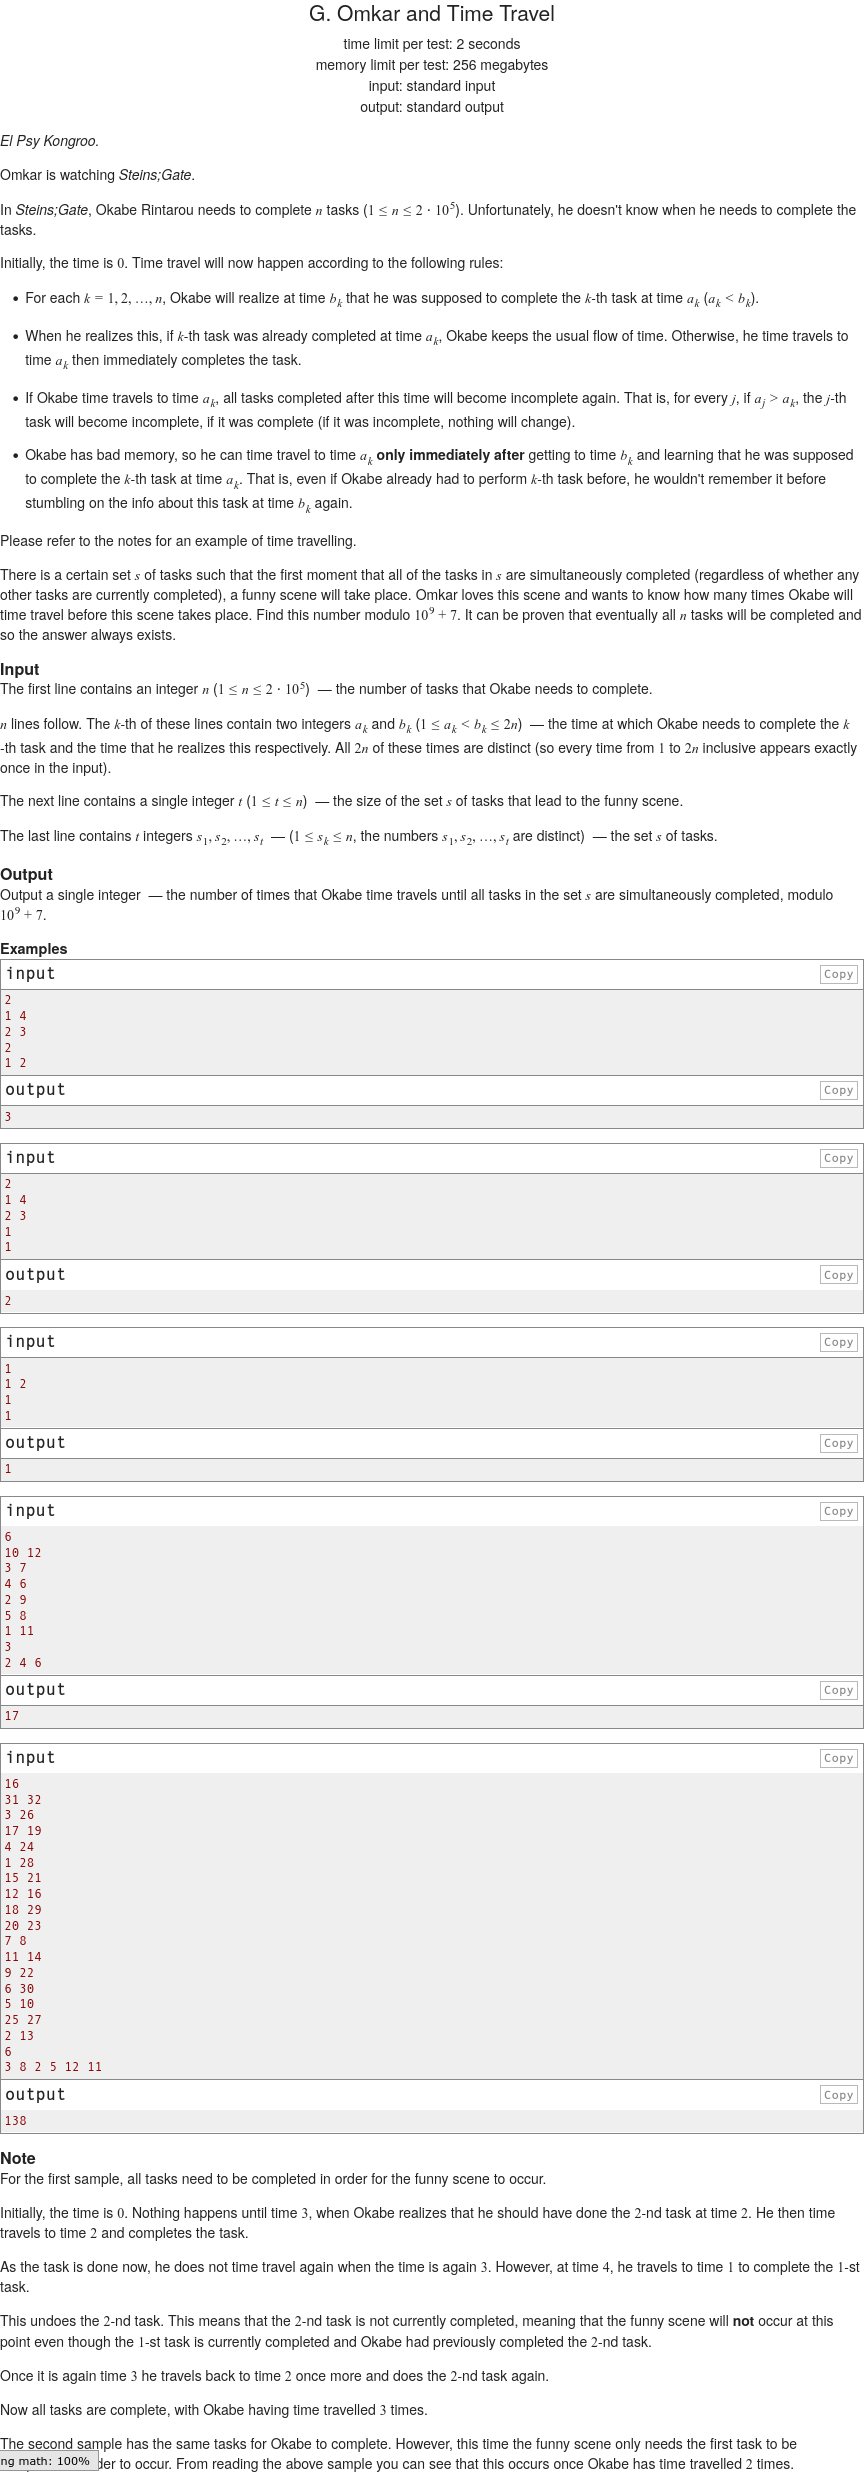 G. Omkar and Time Travel
time limit per test: 2 seconds
memory limit per test: 256 megabytes
input: standard input
output: standard output
El Psy Kongroo.
Omkar is watching Steins;Gate.
In Steins;Gate, Okabe Rintarou needs to complete n tasks (1 ≤ n ≤ 2 · 10^5). Unfortunately, he doesn't know when he needs to complete the
tasks.
Initially, the time is 0. Time travel will now happen according to the following rules:
• For each k = 1, 2, …, n, Okabe will realize at time b_k that he was supposed to complete the k-th task at time a_k (a_k < b_k).
• When he realizes this, if k-th task was already completed at time a_k, Okabe keeps the usual flow of time. Otherwise, he time travels to
time a_k then immediately completes the task.
• If Okabe time travels to time a_k, all tasks completed after this time will become incomplete again. That is, for every j, if a_j > a_k, the j-th
task will become incomplete, if it was complete (if it was incomplete, nothing will change).
• Okabe has bad memory, so he can time travel to time a_k only immediately after getting to time b_k and learning that he was supposed
to complete the k-th task at time a_k. That is, even if Okabe already had to perform k-th task before, he wouldn't remember it before
stumbling on the info about this task at time b_k again.
Please refer to the notes for an example of time travelling.
There is a certain set s of tasks such that the first moment that all of the tasks in s are simultaneously completed (regardless of whether any
other tasks are currently completed), a funny scene will take place. Omkar loves this scene and wants to know how many times Okabe will
time travel before this scene takes place. Find this number modulo 10^9 + 7. It can be proven that eventually all n tasks will be completed and
so the answer always exists.
Input
The first line contains an integer n (1 ≤ n ≤ 2 · 10^5) — the number of tasks that Okabe needs to complete.
n lines follow. The k-th of these lines contain two integers a_k and b_k (1 ≤ a_k < b_k ≤ 2n) — the time at which Okabe needs to complete the k
-th task and the time that he realizes this respectively. All 2n of these times are distinct (so every time from 1 to 2n inclusive appears exactly
once in the input).
The next line contains a single integer t (1 ≤ t ≤ n) — the size of the set s of tasks that lead to the funny scene.
The last line contains t integers s_1, s_2, …, s_t — (1 ≤ s_k ≤ n, the numbers s_1, s_2, …, s_t are distinct) — the set s of tasks.
Output
Output a single integer — the number of times that Okabe time travels until all tasks in the set s are simultaneously completed, modulo
10^9 + 7.
Examples
input Copy
2
1 4
2 3
2
1 2
output Copy
3
input Copy
2
1 4
2 3
1
1
output Copy
2
input Copy
1
1 2
1
1
output Copy
1
input Copy
6
10 12
3 7
4 6
2 9
5 8
1 11
3
2 4 6
output Copy
17
input Copy
16
31 32
3 26
17 19
4 24
1 28
15 21
12 16
18 29
20 23
7 8
11 14
9 22
6 30
5 10
25 27
2 13
6
3 8 2 5 12 11
output Copy
138
Note
For the first sample, all tasks need to be completed in order for the funny scene to occur.
Initially, the time is 0. Nothing happens until time 3, when Okabe realizes that he should have done the 2-nd task at time 2. He then time
travels to time 2 and completes the task.
As the task is done now, he does not time travel again when the time is again 3. However, at time 4, he travels to time 1 to complete the 1-st
task.
This undoes the 2-nd task. This means that the 2-nd task is not currently completed, meaning that the funny scene will not occur at this
point even though the 1-st task is currently completed and Okabe had previously completed the 2-nd task.
Once it is again time 3 he travels back to time 2 once more and does the 2-nd task again.
Now all tasks are complete, with Okabe having time travelled 3 times.
The second sample has the same tasks for Okabe to complete. However, this time the funny scene only needs the first task to be
ng math: 100% der to occur. From reading the above sample you can see that this occurs once Okabe has time travelled 2 times.